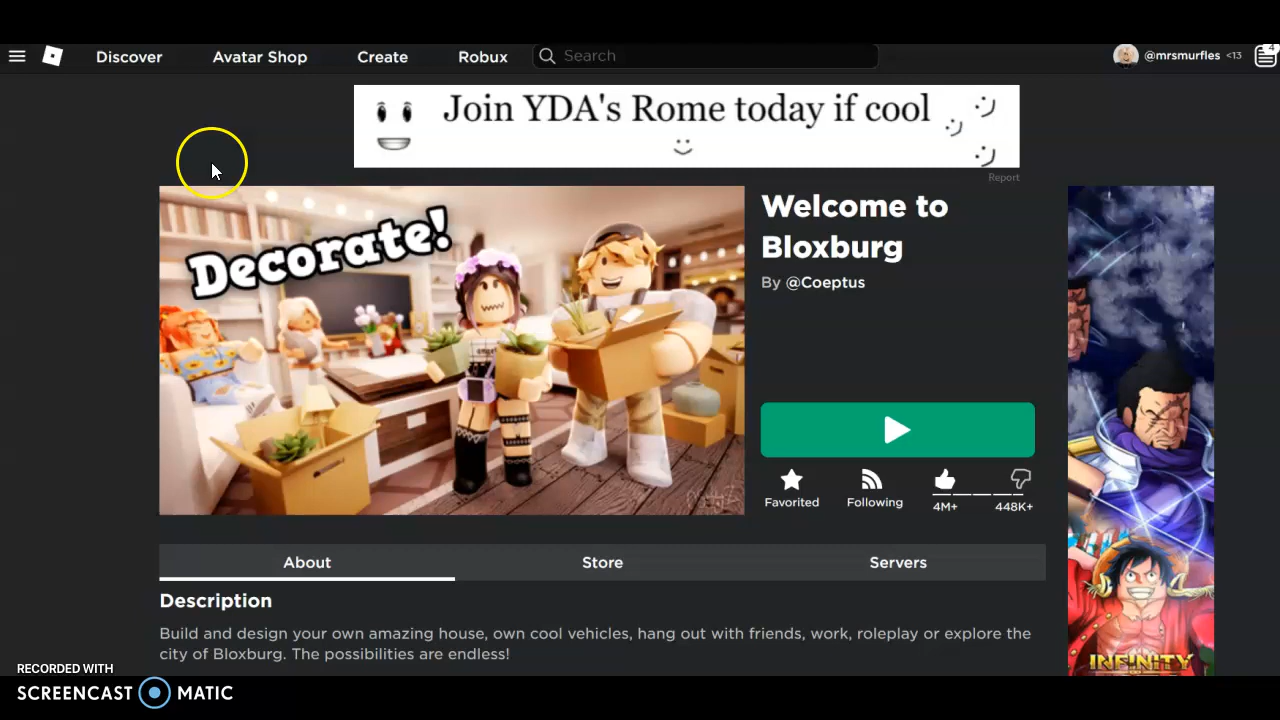 Discover Avatar Shop Create Robux Search @mrsmurfles <13 4
Join YDA's Rome today if cool :) :) :)
Report
Decorate!
Welcome to
Bloxburg
By @Coeptus
Favorited Following 4M+ 448K+
About Store Servers
Description
Build and design your own amazing house, own cool vehicles, hang out with friends, work, roleplay or explore the
city of Bloxburg. The possibilities are endless!
INFINITY
RECORDED WITH
SCREENCAST MATIC